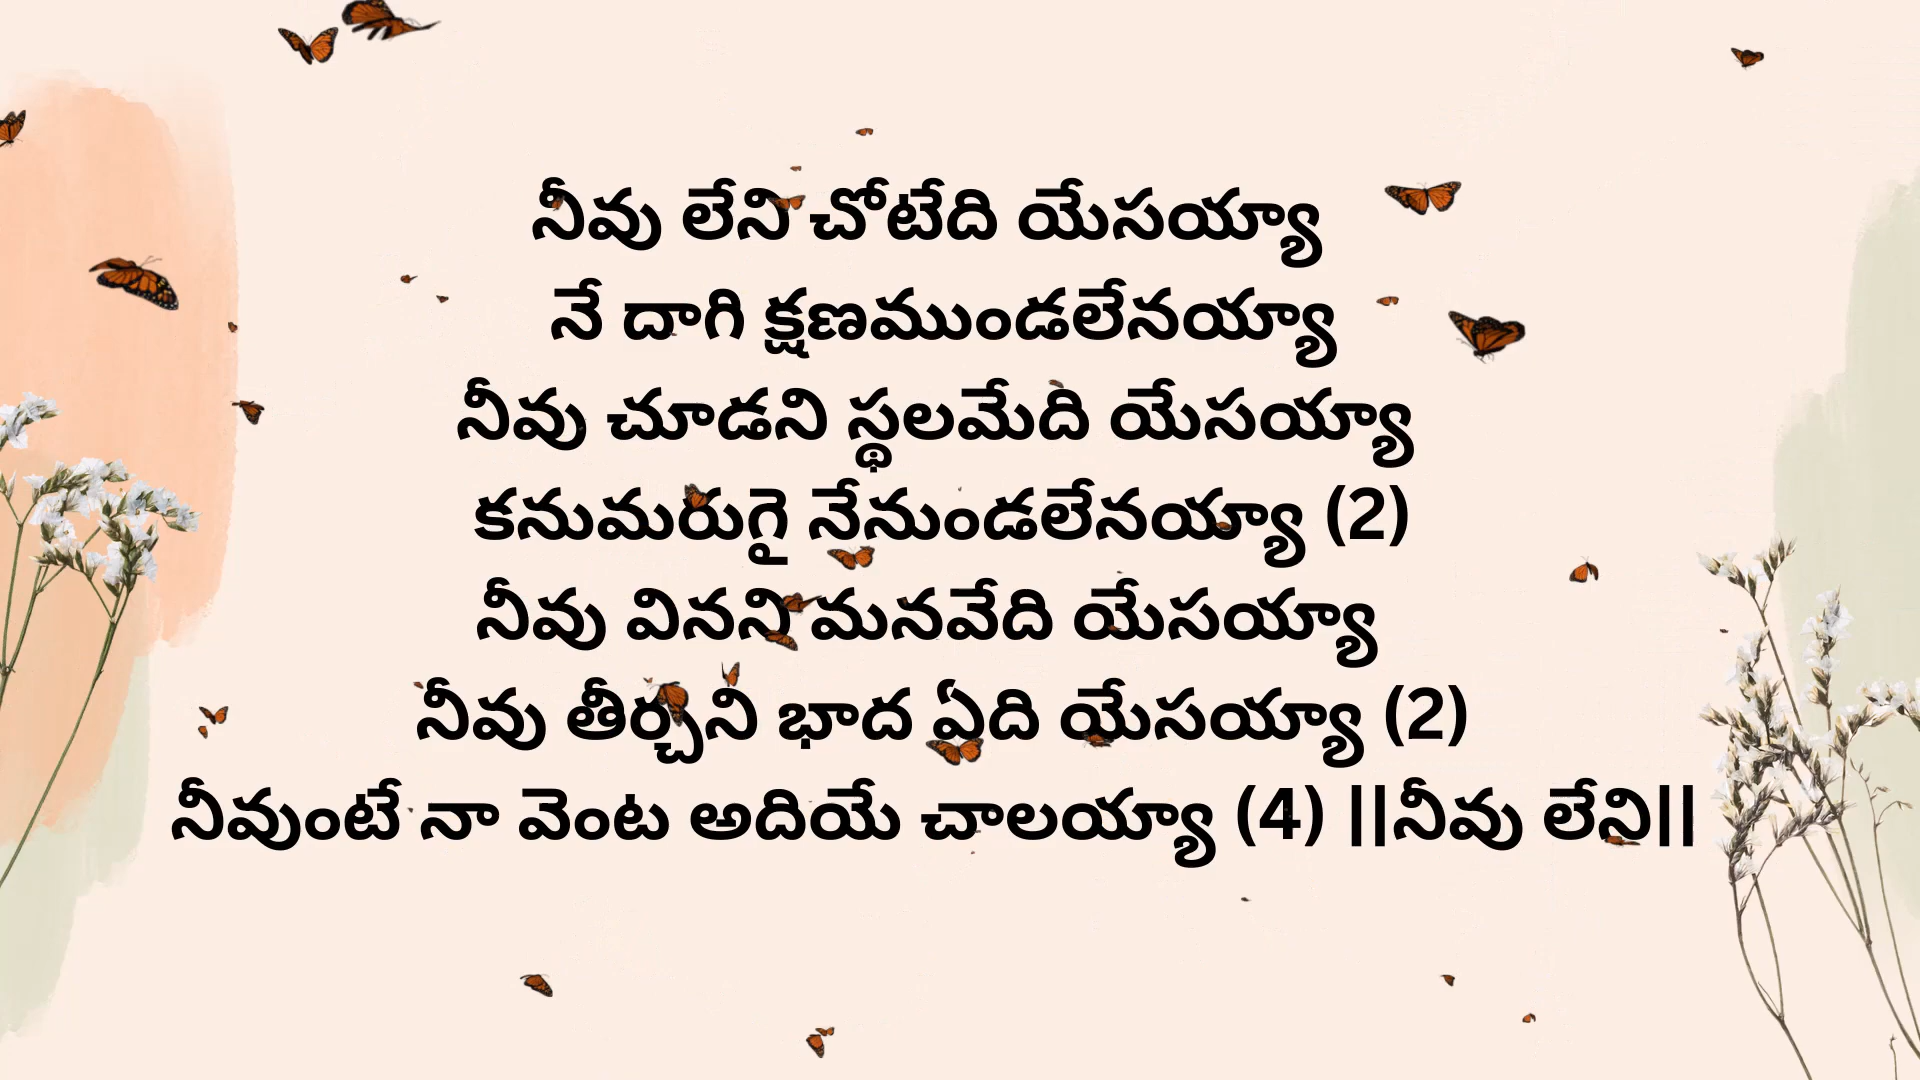 నీవు లేని చోటేది యేసయ్యా
నే దాగి క్షణముండలేనయ్యా
నీవు చూడని స్థలమేది యేసయ్యా
కనుమరుగై నేనుండలేనయ్యా (2)
నీవు వినని మనవేది యేసయ్యా
నీవు తీర్చని భాద ఏది యేసయ్యా (2)
నీవుంటే నా వెంట అదియే చాలయ్యా (4) ||నీవు లేని||